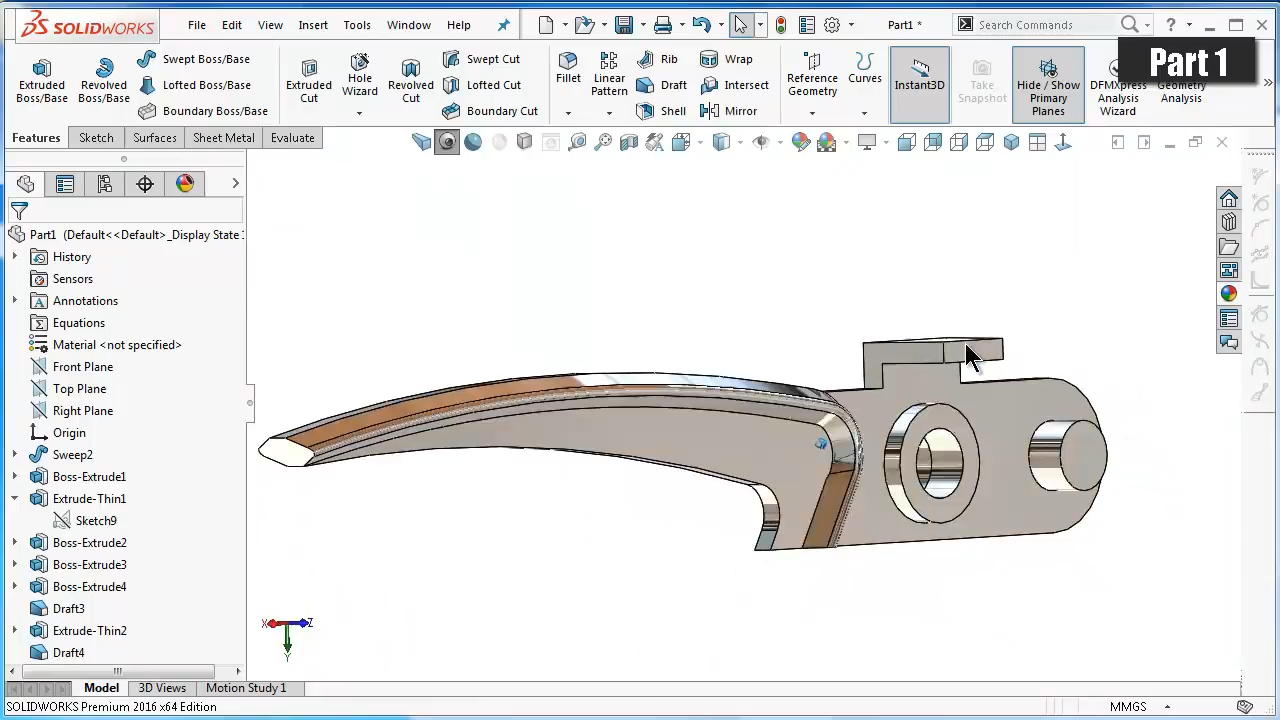 SOLIDWORKS
File Edit View Insert Tools Window Help
Part1 *
Search Commands
Part 1
Extruded Boss/Base
Revolved Boss/Base
Swept Boss/Base
Lofted Boss/Base
Boundary Boss/Base
Extruded Cut
Hole Wizard
Revolved Cut
Swept Cut
Cut
Boundary Cut
Fillet
Linear Pattern
Rib
Draft
Shell
Wrap
Intersect
Mirror
Reference Geometry
Curves
Instant3D
Take Snapshot
Hide / Show Primary Planes
DFMXpress Analysis Wizard
Geometry Analysis
Features Sketch Surfaces Sheet Metal Evaluate
Part1 (Default<<Default>_Display State
History
Sensors
Annotations
Equations
Material <not specified>
Front Plane
Top Plane
Right Plane
Origin
Sweep2
Boss-Extrude1
Extrude-Thin1
Sketch9
Boss-Extrude2
Boss-Extrude3
Boss-Extrude4
Draft3
Extrude-Thin2
Draft4
X Z
Y
Model 3D Views Motion Study 1
SOLIDWORKS Premium 2016 x64 Edition
MMGS